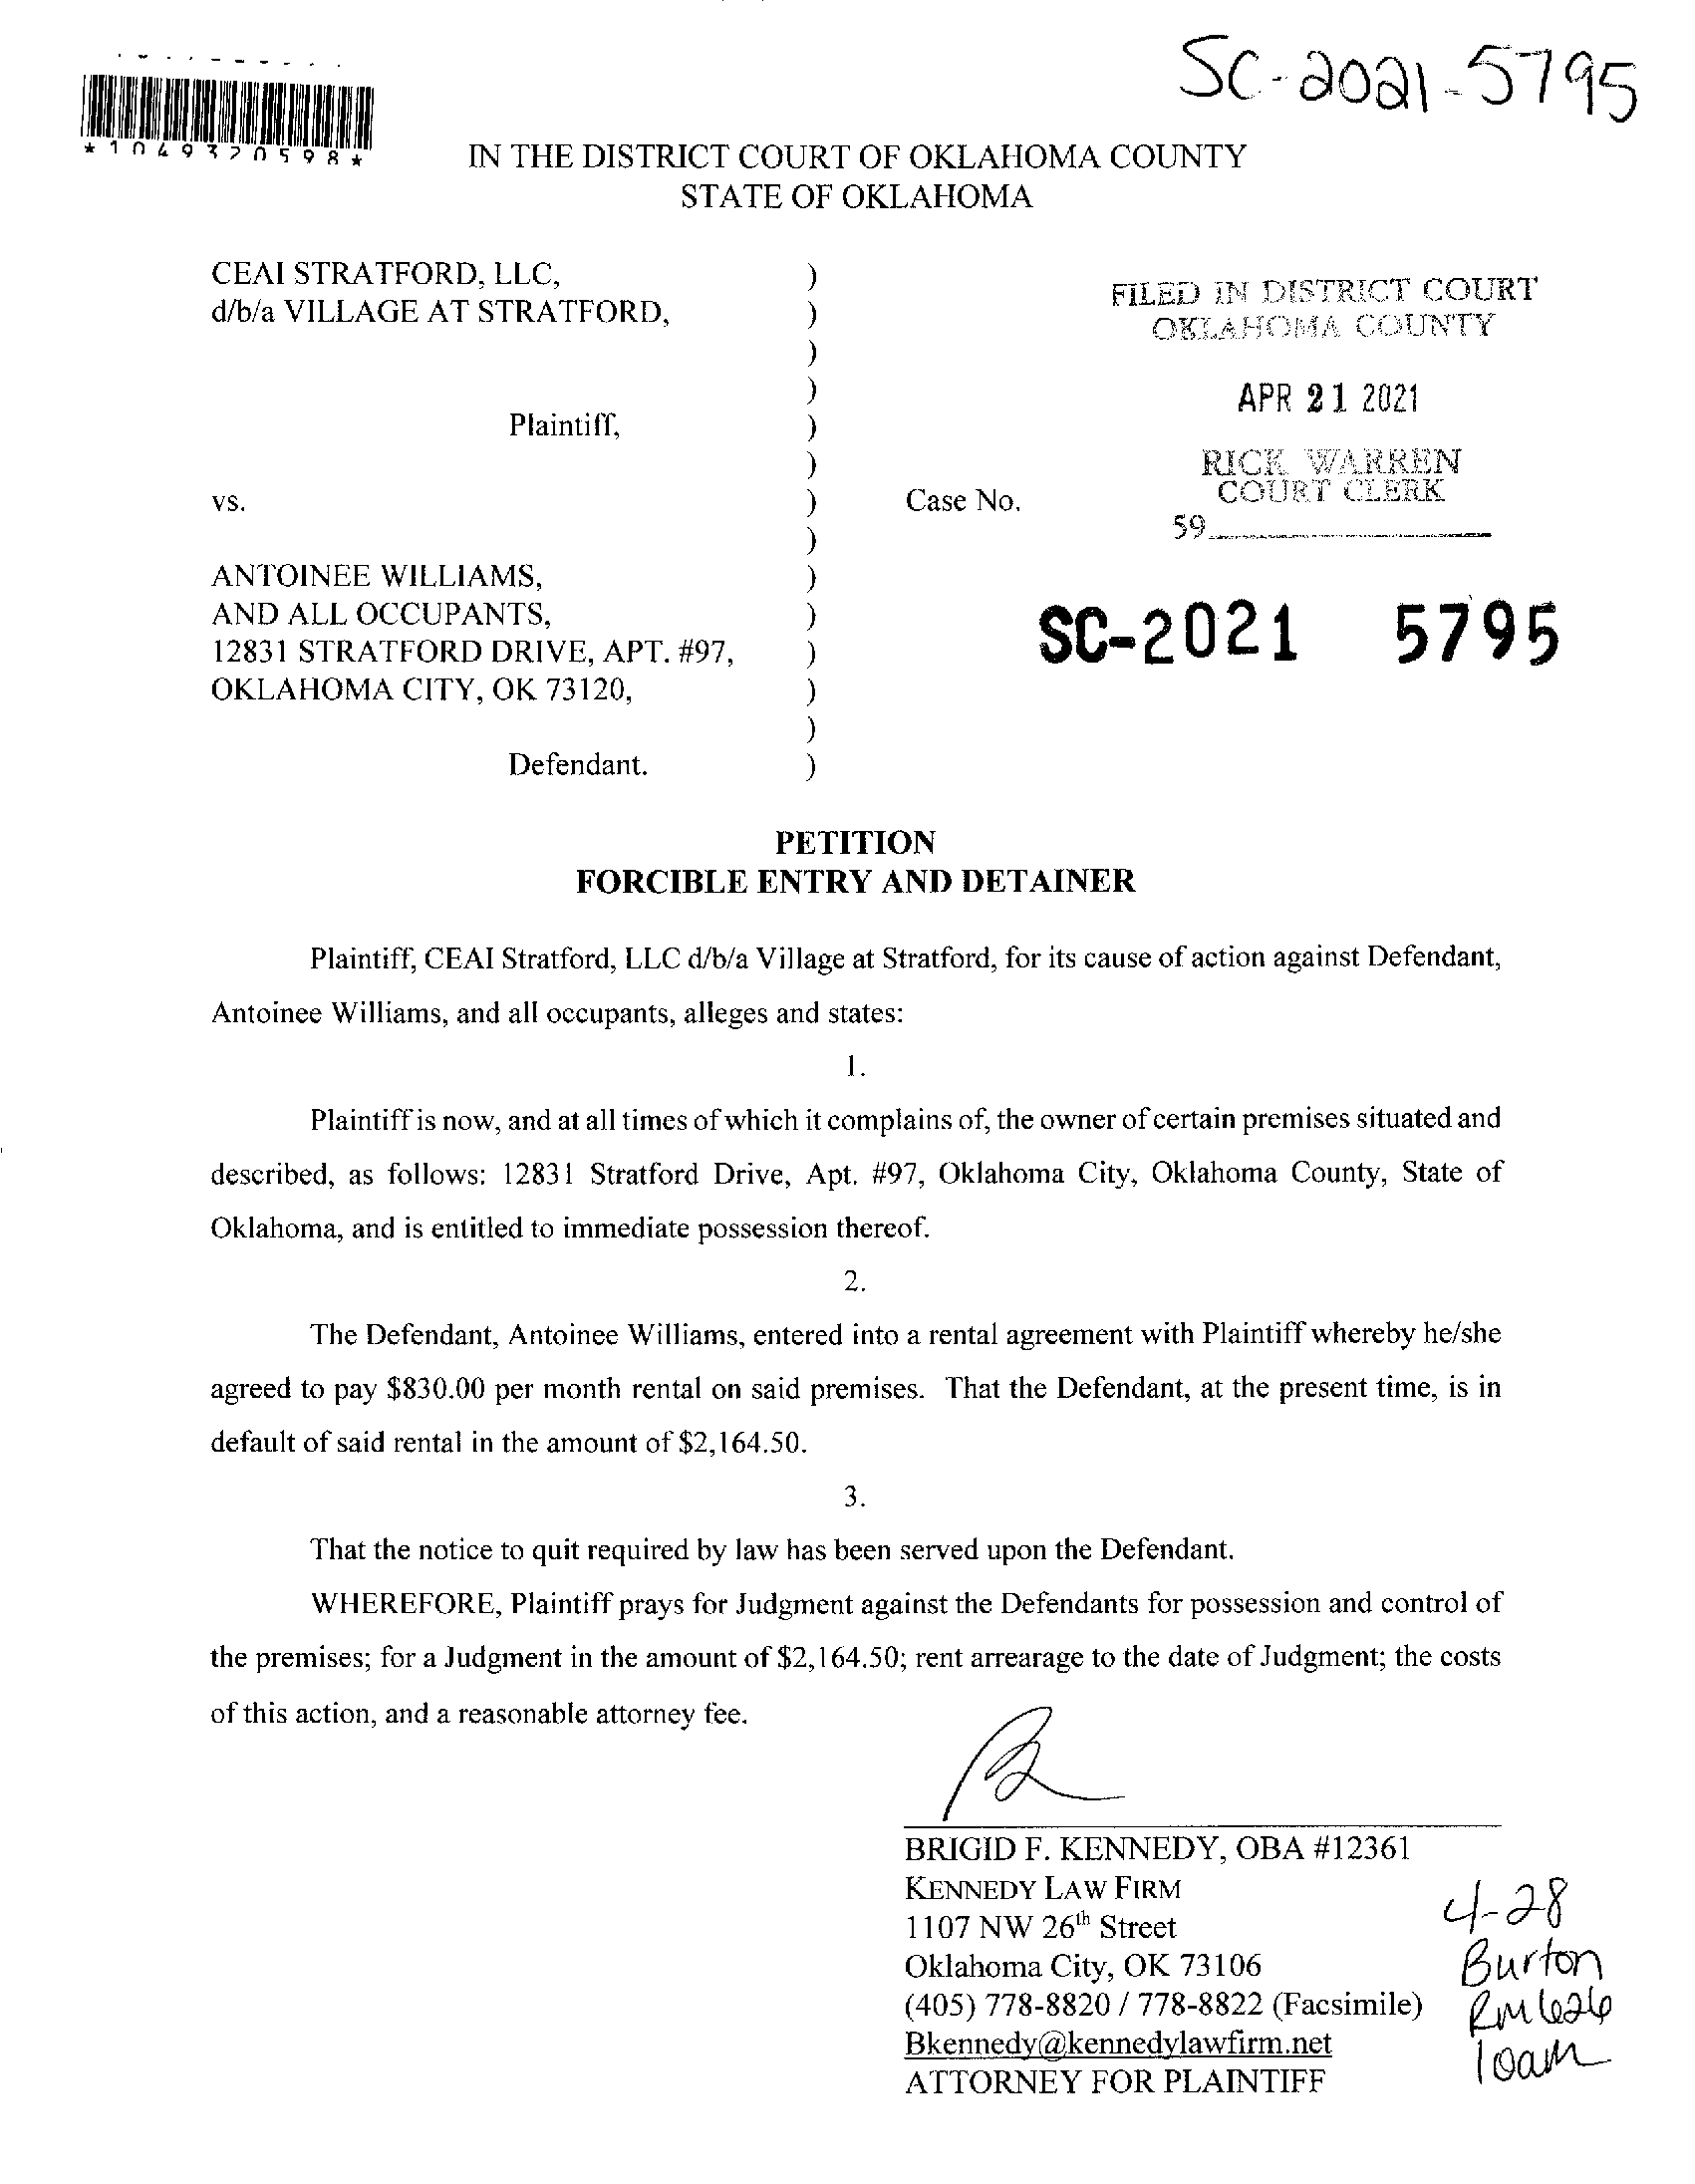 SC-2021-5795
*1049320598*
IN THE DISTRICT COURT OF OKLAHOMA COUNTY
STATE OF OKLAHOMA
CEAI STRATFORD, LLC, )
d/b/a VILLAGE AT STRATFORD, )
)
)
Plaintiff, )
)
vs. )
)
ANTOINEE WILLIAMS, )
AND ALL OCCUPANTS, )
12831 STRATFORD DRIVE, APT. #97, )
OKLAHOMA CITY, OK 73120, )
)
Defendant. )
FILED IN DISTRICT COURT
OKLAHOMA COUNTY
APR 21 2021
RICK WARREN
COURT CLERK
59
Case No.
SC-2021 5795
PETITION
FORCIBLE ENTRY AND DETAINER
Plaintiff, CEAI Stratford, LLC d/b/a Village at Stratford, for its cause of action against Defendant,
Antoinee Williams, and all occupants, alleges and states:
1.
Plaintiff is now, and at all times of which it complains of, the owner of certain premises situated and
described, as follows: 12831 Stratford Drive, Apt. #97, Oklahoma City, Oklahoma County, State of
Oklahoma, and is entitled to immediate possession thereof.
2.
The Defendant, Antoinee Williams, entered into a rental agreement with Plaintiff whereby he/she
agreed to pay $830.00 per month rental on said premises. That the Defendant, at the present time, is in
default of said rental in the amount of $2,164.50.
3.
That the notice to quit required by law has been served upon the Defendant.
WHEREFORE, Plaintiff prays for Judgment against the Defendants for possession and control of
the premises; for a Judgment in the amount of $2,164.50; rent arrearage to the date of Judgment; the costs
of this action, and a reasonable attorney fee.
BRIGID F. KENNEDY, OBA #12361
KENNEDY LAW FIRM
1107 NW 26th Street
Oklahoma City, OK 73106
(405) 778-8820 / 778-8822 (Facsimile)
Bkennedy@kennedylawfirm.net
ATTORNEY FOR PLAINTIFF
4-28
Burton
Rm 626
10am